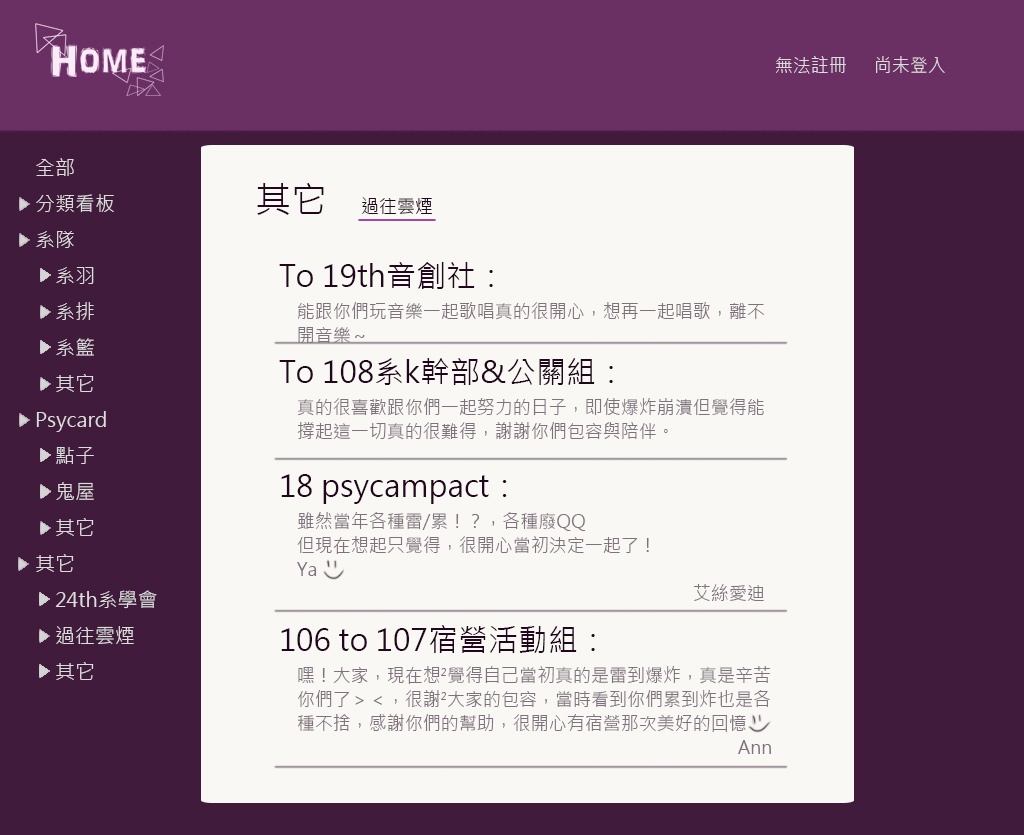 HOME
無法註冊 尚未登入
全部
分類看板
系隊
系羽
系排
系籃
其它
Psycard
點子
鬼屋
其它
其它
24th系學會
過往雲煙
其它
其它 過往雲煙
To 19th音創社：
能跟你們玩音樂一起歌唱真的很開心，想再一起唱歌，離不
開音樂～
To 108系k幹部&公關組：
真的很喜歡跟你們一起努力的日子，即使爆炸崩潰但覺得能
撐起這一切真的很難得，謝謝你們包容與陪伴。
18 psycampact：
雖然當年各種雷/累！？，各種廢QQ
但現在想起只覺得，很開心當初決定一起了！
Ya
艾絲愛迪
106 to 107宿營活動組：
嘿！大家，現在想²覺得自己當初真的是雷到爆炸，真是辛苦
你們了＞＜，很謝²大家的包容，當時看到你們累到炸也是各
種不捨，感謝你們的幫助，很開心有宿營那次美好的回憶
Ann